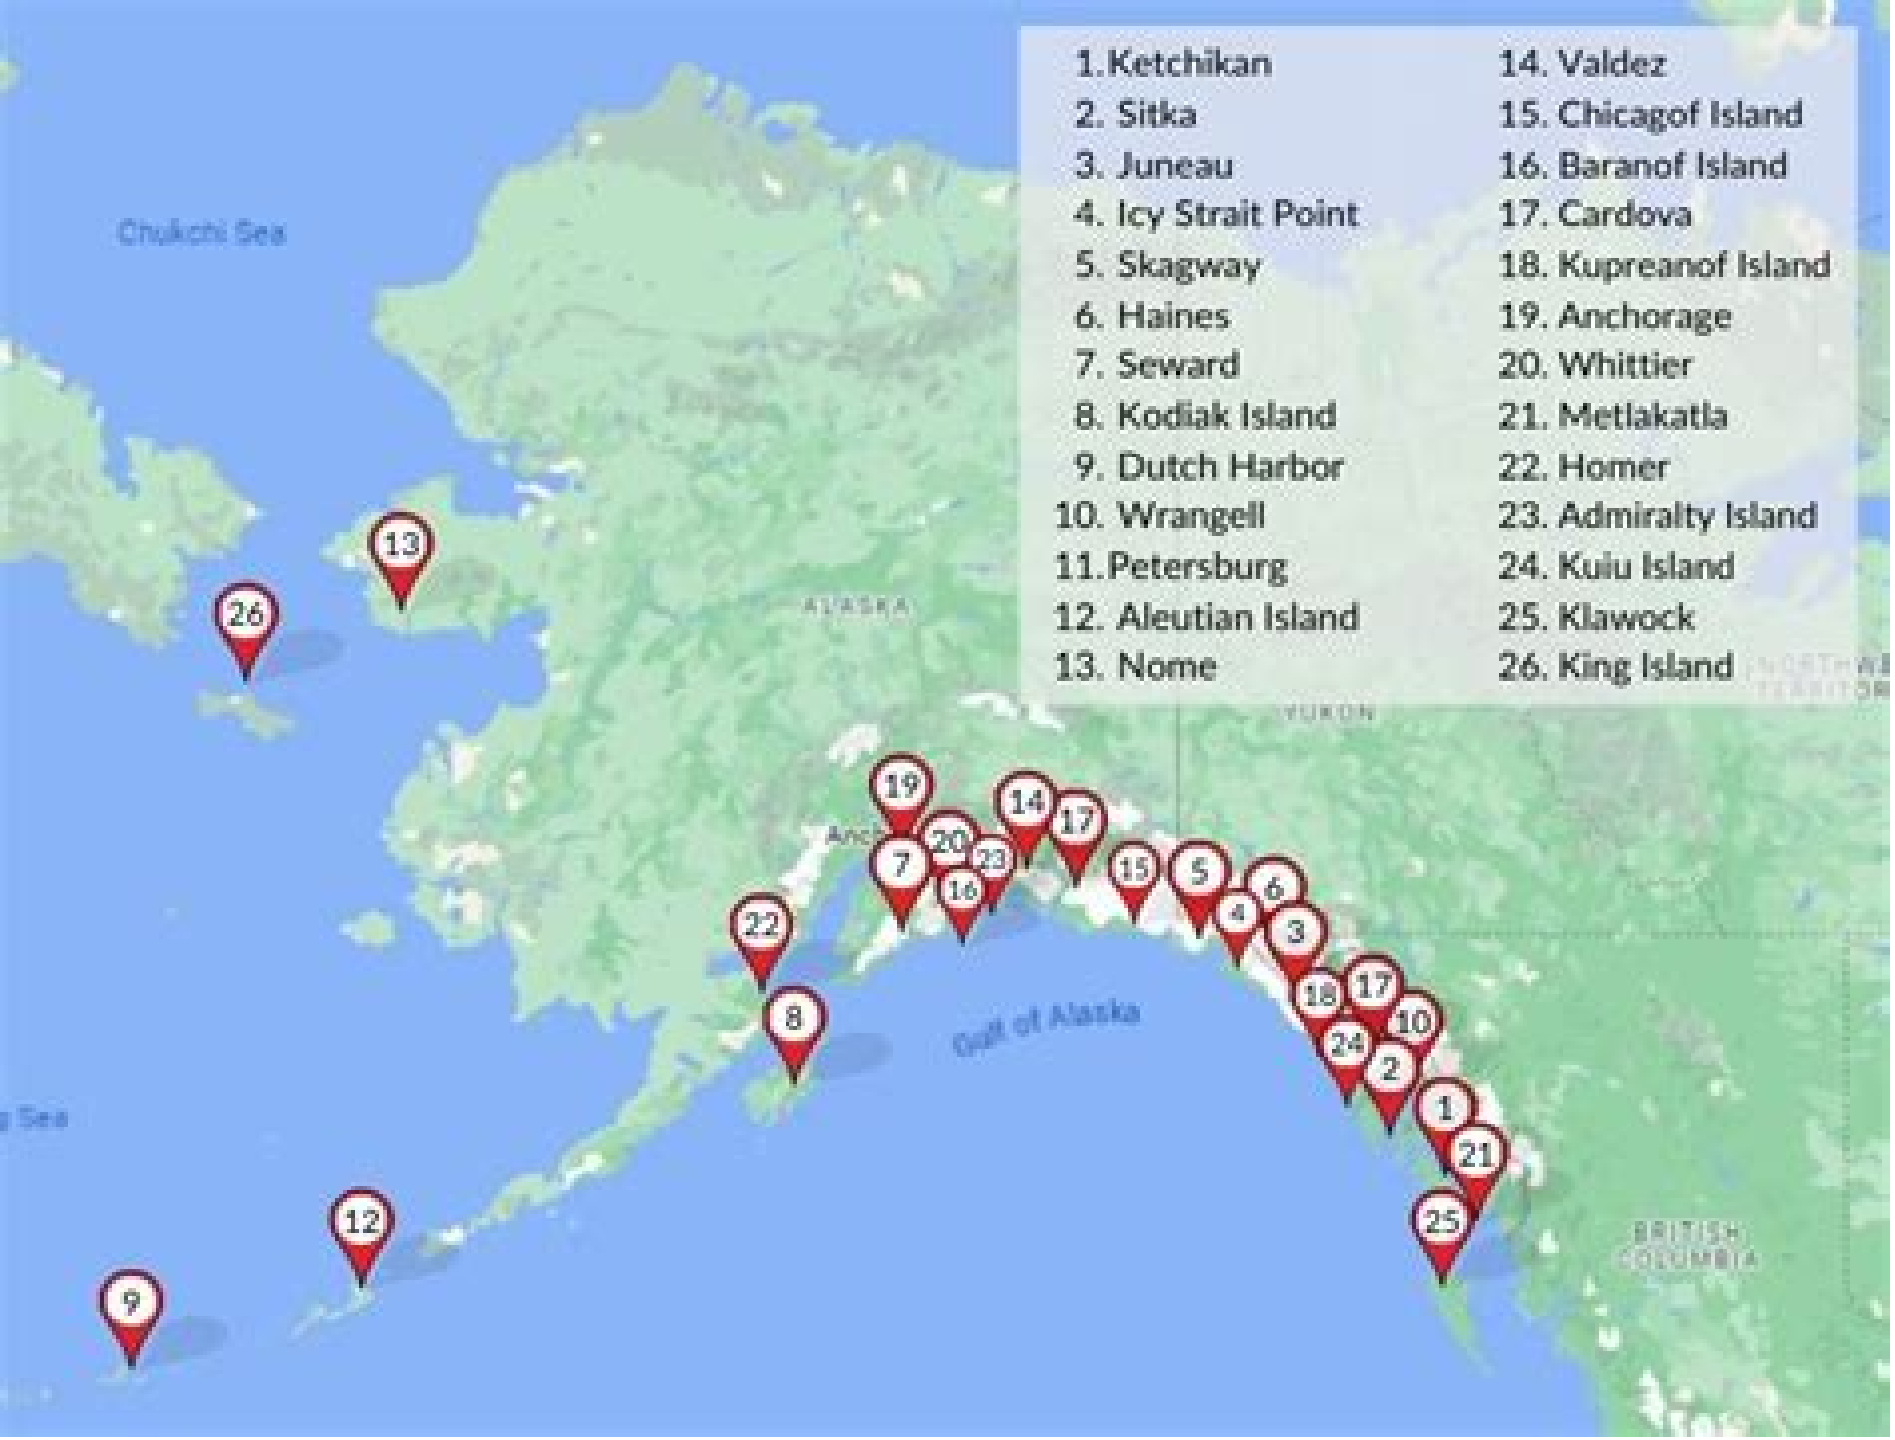 1. Ketchikan
2. Sitka
3. Juneau
4. Icy Strait Point
5. Skagway
6. Haines
7. Seward
8. Kodiak Island
9. Dutch Harbor
10. Wrangell
11. Petersburg
12. Aleutian Island
13. Nome
14. Valdez
15. Chicagof Island
16. Baranof Island
17. Cardova
18. Kupreanof Island
19. Anchorage
20. Whittier
21. Metlakatla
22. Homer
23. Admiralty Island
24. Kuiu Island
25. Klawock
26. King Island
Chukchi Sea
13
26
ALASKA
YUKON
19
14
17
Anch
20
7
23
16
15
5
6
4
3
22
8
Gulf of Alaska
18
17
10
24
2
1
21
25
Sea
12
9
BRITISH
COLUMBIA